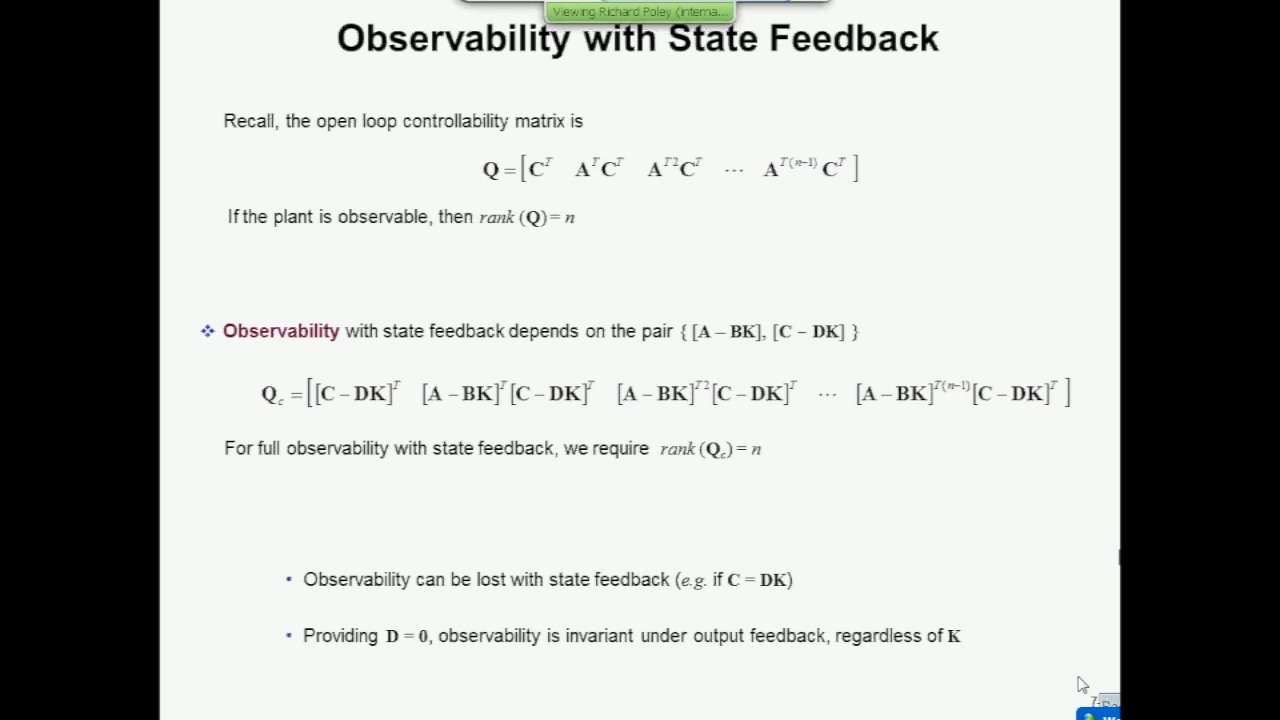 Viewing Richard Poley (interna...
Observability with State Feedback
Recall, the open loop controllability matrix is
Q = [ C^T   A^T C^T   A^{T2} C^T   ⋯   A^{T(n−1)} C^T ]
If the plant is observable, then rank (Q) = n
❖ Observability with state feedback depends on the pair { [A – BK], [C – DK] }
Q_c = [ [C – DK]^T   [A – BK]^T [C – DK]^T   [A – BK]^{T2} [C – DK]^T   ⋯   [A – BK]^{T(n−1)} [C – DK]^T ]
For full observability with state feedback, we require rank (Q_c) = n
• Observability can be lost with state feedback (e.g. if C = DK)
• Providing D = 0, observability is invariant under output feedback, regardless of K